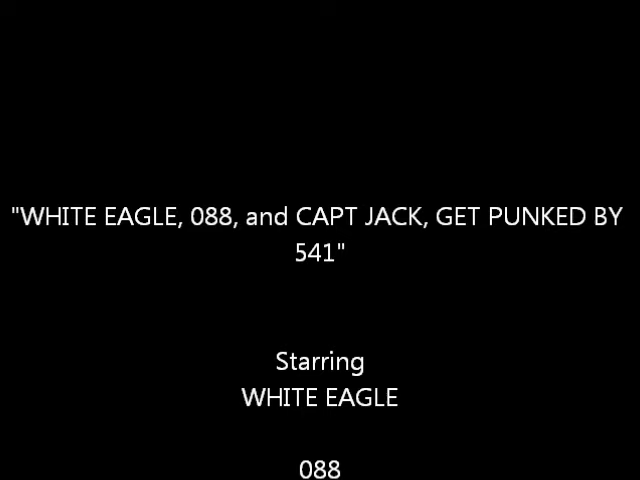 "WHITE EAGLE, 088, and CAPT JACK, GET PUNKED BY
541"
Starring
WHITE EAGLE
088